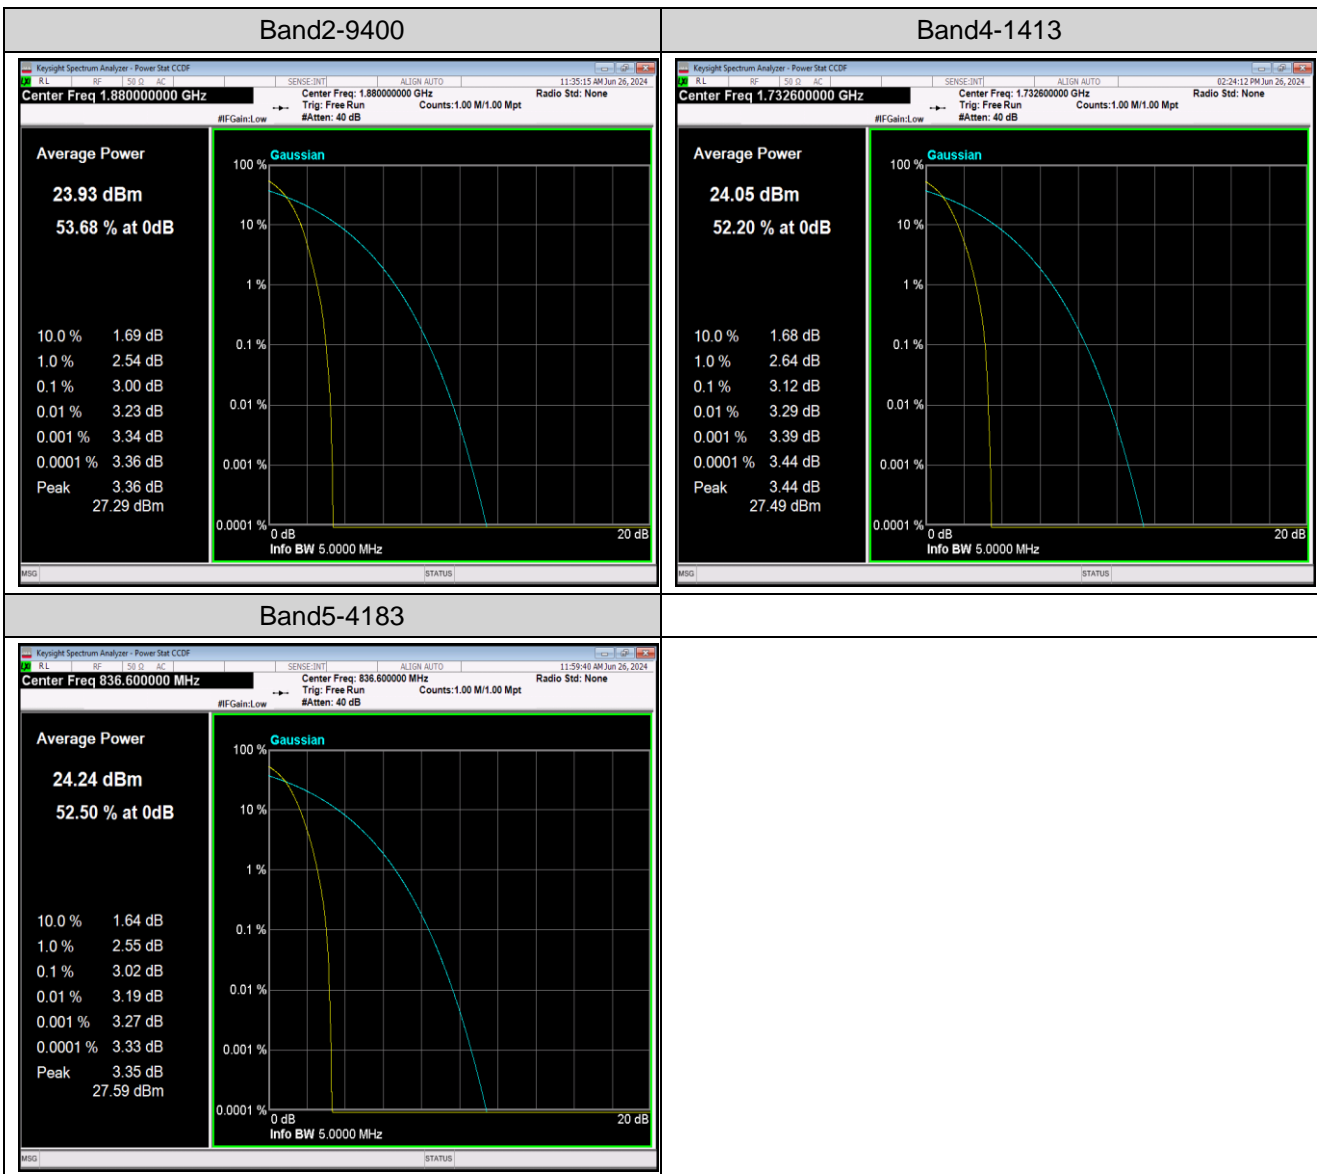 Band2-9400
Band4-1413
Keysight Spectrum Analyzer - Power Stat CCDF
RL RF 50 Ω AC SENSE:INT ALIGN AUTO 11:35:15 AM Jun 26, 2024
Center Freq 1.880000000 GHz
Center Freq: 1.880000000 GHz Radio Std: None
Trig: Free Run Counts:1.00 M/1.00 Mpt
#IFGain:Low #Atten: 40 dB
Average Power
23.93 dBm
53.68 % at 0dB
10.0 % 1.69 dB
1.0 % 2.54 dB
0.1 % 3.00 dB
0.01 % 3.23 dB
0.001 % 3.34 dB
0.0001 % 3.36 dB
Peak 3.36 dB
27.29 dBm
Gaussian
100 %
10 %
1 %
0.1 %
0.01 %
0.001 %
0.0001 %
0 dB 20 dB
Info BW 5.0000 MHz
MSG STATUS
Keysight Spectrum Analyzer - Power Stat CCDF
RL RF 50 Ω AC SENSE:INT ALIGN AUTO 02:24:12 PM Jun 26, 2024
Center Freq 1.732600000 GHz
Center Freq: 1.732600000 GHz Radio Std: None
Trig: Free Run Counts:1.00 M/1.00 Mpt
#IFGain:Low #Atten: 40 dB
Average Power
24.05 dBm
52.20 % at 0dB
10.0 % 1.68 dB
1.0 % 2.64 dB
0.1 % 3.12 dB
0.01 % 3.29 dB
0.001 % 3.39 dB
0.0001 % 3.44 dB
Peak 3.44 dB
27.49 dBm
Gaussian
100 %
10 %
1 %
0.1 %
0.01 %
0.001 %
0.0001 %
0 dB 20 dB
Info BW 5.0000 MHz
MSG STATUS
Band5-4183
Keysight Spectrum Analyzer - Power Stat CCDF
RL RF 50 Ω AC SENSE:INT ALIGN AUTO 11:59:40 AM Jun 26, 2024
Center Freq 836.600000 MHz
Center Freq: 836.600000 MHz Radio Std: None
Trig: Free Run Counts:1.00 M/1.00 Mpt
#IFGain:Low #Atten: 40 dB
Average Power
24.24 dBm
52.50 % at 0dB
10.0 % 1.64 dB
1.0 % 2.55 dB
0.1 % 3.02 dB
0.01 % 3.19 dB
0.001 % 3.27 dB
0.0001 % 3.33 dB
Peak 3.35 dB
27.59 dBm
Gaussian
100 %
10 %
1 %
0.1 %
0.01 %
0.001 %
0.0001 %
0 dB 20 dB
Info BW 5.0000 MHz
MSG STATUS